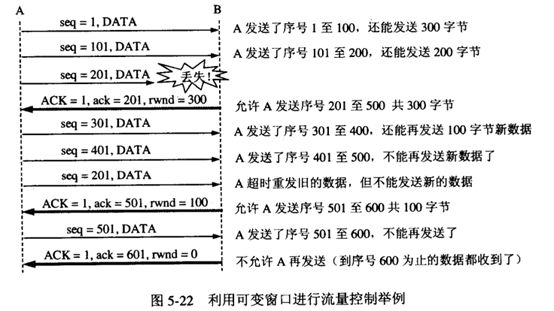 A B
seq = 1, DATA A 发送了序号 1 至 100，还能发送 300 字节
seq = 101, DATA A 发送了序号 101 至 200，还能发送 200 字节
seq = 201, DATA 丢失！
ACK = 1, ack = 201, rwnd = 300 允许 A 发送序号 201 至 500 共 300 字节
seq = 301, DATA A 发送了序号 301 至 400，还能再发送 100 字节新数据
seq = 401, DATA A 发送了序号 401 至 500，不能再发送新数据了
seq = 201, DATA A 超时重发旧的数据，但不能发送新的数据
ACK = 1, ack = 501, rwnd = 100 允许 A 发送序号 501 至 600 共 100 字节
seq = 501, DATA A 发送了序号 501 至 600，不能再发送了
ACK = 1, ack = 601, rwnd = 0 不允许 A 再发送（到序号 600 为止的数据都收到了）
图 5-22 利用可变窗口进行流量控制举例